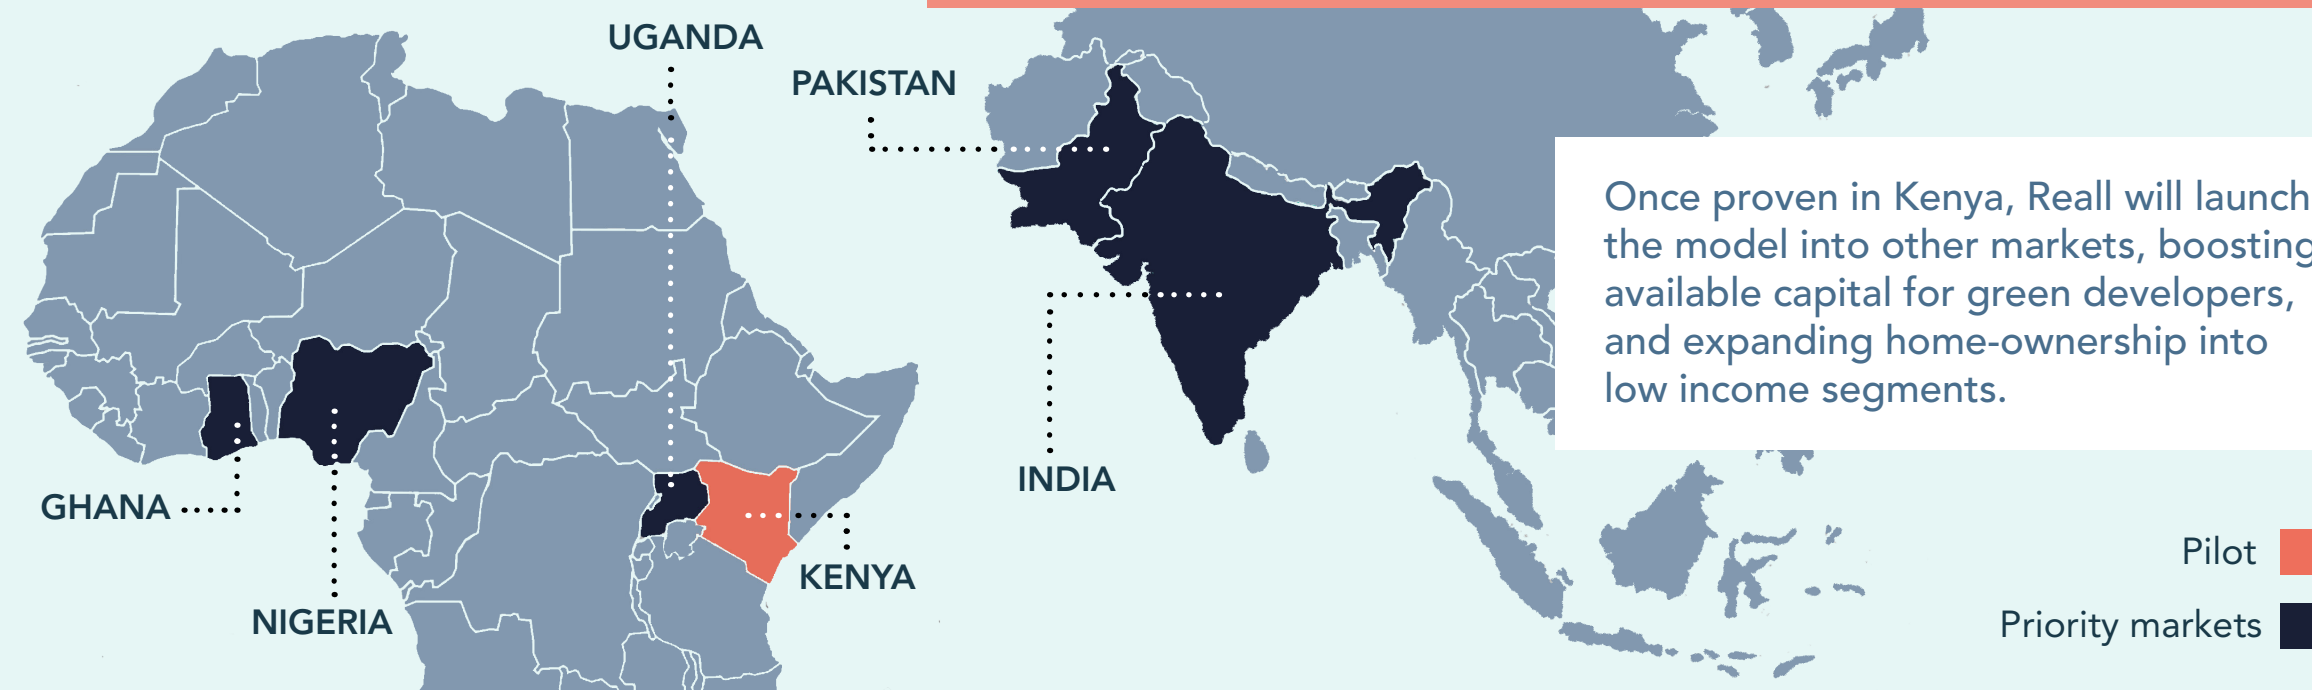 UGANDA
PAKISTAN
Once proven in Kenya, Reall will launch
the model into other markets, boosting
available capital for green developers,
and expanding home-ownership into
low income segments.
INDIA
GHANA
KENYA
NIGERIA
Pilot
Priority markets